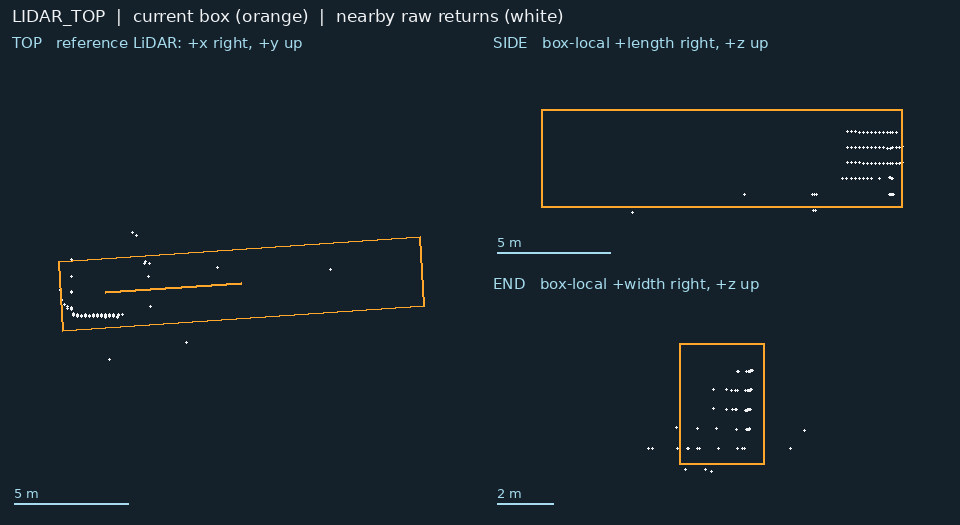 LIDAR_TOP | current box (orange) | nearby raw returns (white)
TOP reference LiDAR: +x right, +y up
SIDE box-local +length right, +z up
5 m
END box-local +width right, +z up
5 m
2 m